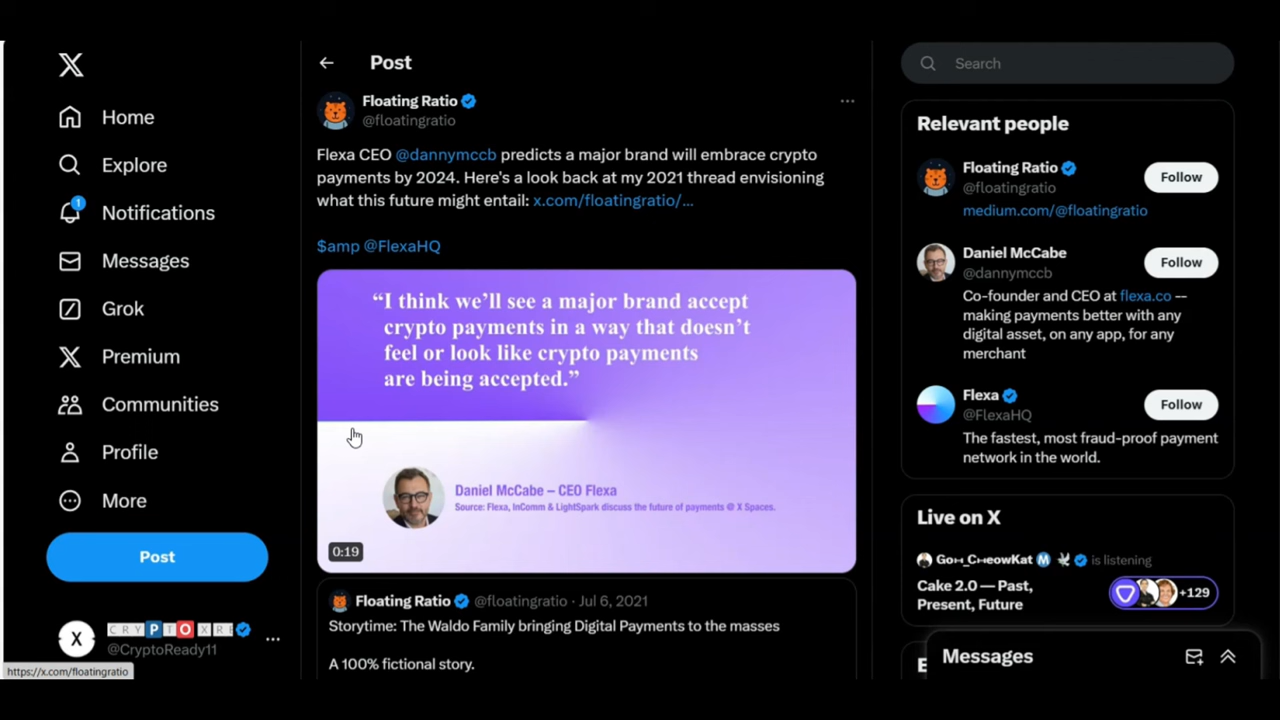 Home
Explore
1
Notifications
Messages
Grok
Premium
Communities
Profile
More
Post
CRYPTOXRE
@CryptoReady11
https://x.com/floatingratio
Post
Floating Ratio
@floatingratio
Flexa CEO @dannymccb predicts a major brand will embrace crypto
payments by 2024. Here's a look back at my 2021 thread envisioning
what this future might entail: x.com/floatingratio/...
$amp @FlexaHQ
“I think we’ll see a major brand accept
crypto payments in a way that doesn’t
feel or look like crypto payments
are being accepted.”
Daniel McCabe – CEO Flexa
Source: Flexa, InComm & LightSpark discuss the future of payments @ X Spaces.
0:19
Floating Ratio @floatingratio · Jul 6, 2021
Storytime: The Waldo Family bringing Digital Payments to the masses
A 100% fictional story.
Search
Relevant people
Floating Ratio
@floatingratio
Follow
medium.com/@floatingratio
Daniel McCabe
@dannymccb
Follow
Co-founder and CEO at flexa.co --
making payments better with any
digital asset, on any app, for any
merchant
Flexa
@FlexaHQ
Follow
The fastest, most fraud-proof payment
network in the world.
Live on X
is listening
Cake 2.0 — Past,
Present, Future
+129
Messages